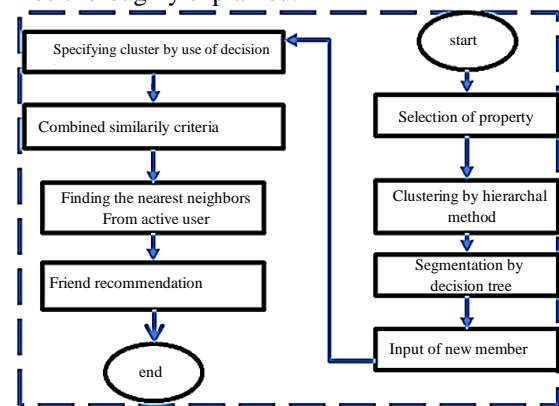 start
Selection of property
Clustering by hierarchal
method
Segmentation by
decision tree
Input of new member
Specifying cluster by use of decision
Combined similarily criteria
Finding the nearest neighbors
From active user
Friend recommendation
end